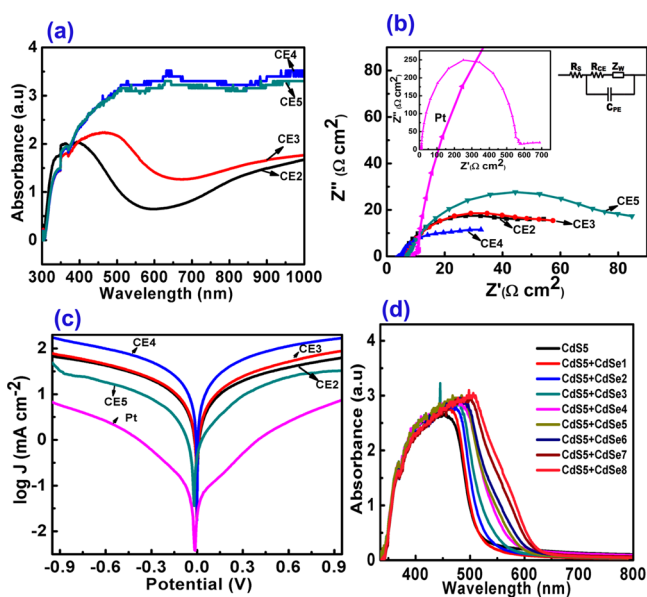 (a)
Absorbance (a.u)
4
3
2
1
0
300 400 500 600 700 800 900 1000
Wavelength (nm)
CE4
CE5
CE3
CE2
(b)
Z'' (Ω cm²)
80
60
40
20
0
0 20 40 60 80
Z'(Ω cm²)
Z'' (Ω cm²)
250
200
150
100
50
0
0 100 200 300 400 500 600 700
Z'(Ω cm²)
Pt
R_S R_CE Z_W
C_PE
CE5
CE2
CE3
CE4
(c)
log J (mA cm⁻²)
2
1
0
-1
-2
-0.9 -0.6 -0.3 0.0 0.3 0.6 0.9
Potential (V)
CE4
CE3
CE2
CE5
Pt
(d)
Absorbance (a.u)
4
3
2
1
0
400 500 600 700 800
Wavelength (nm)
CdS5
CdS5+CdSe1
CdS5+CdSe2
CdS5+CdSe3
CdS5+CdSe4
CdS5+CdSe5
CdS5+CdSe6
CdS5+CdSe7
CdS5+CdSe8